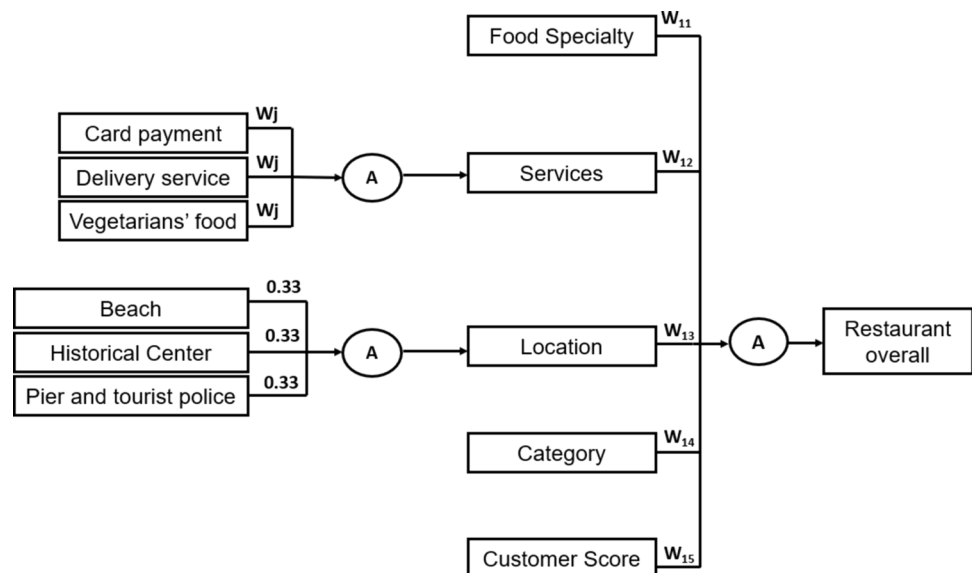 Food Specialty
W11
Card payment
Wj
Delivery service
Wj
Vegetarians’ food
Wj
A
Services
W12
Beach
0.33
Historical Center
0.33
Pier and tourist police
0.33
A
Location
W13
A
Restaurant
overall
Category
W14
Customer Score
W15